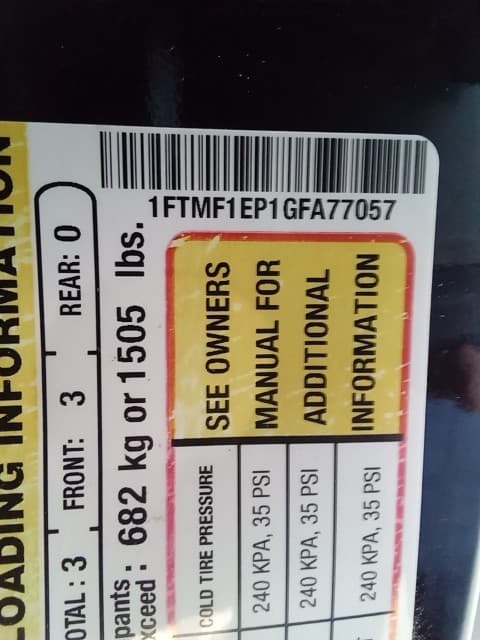 LOADING INFORMATION
OTAL : 3 FRONT: 3 REAR: 0
pants
xceed : 682 kg or 1505 lbs.
1FTMF1EP1GFA77057
COLD TIRE PRESSURE
240 KPA, 35 PSI
240 KPA, 35 PSI
240 KPA, 35 PSI
SEE OWNERS
MANUAL FOR
ADDITIONAL
INFORMATION